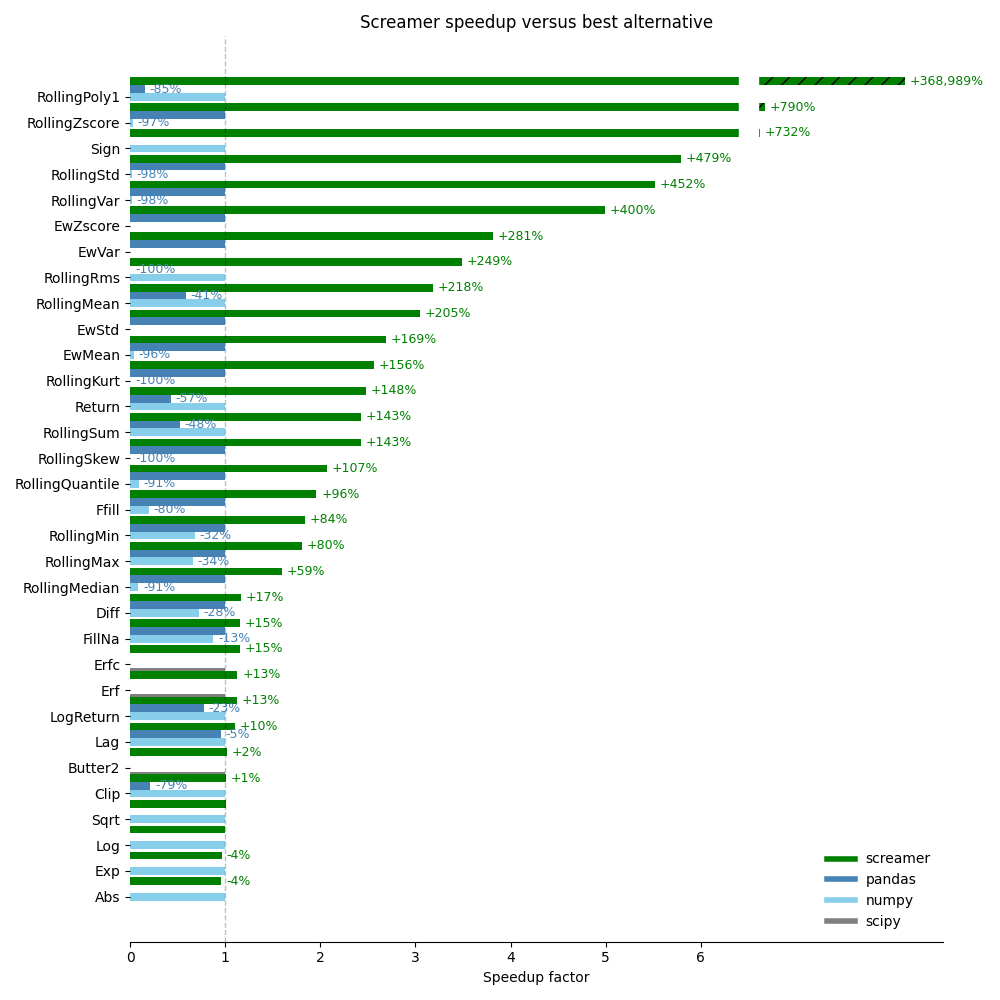 Screamer speedup versus best alternative
+368,989%
-85%
RollingPoly1
+790%
RollingZscore
-97%
+732%
Sign
+479%
RollingStd
-98%
+452%
RollingVar
-98%
+400%
EwZscore
+281%
EwVar
+249%
-100%
RollingRms
+218%
-41%
RollingMean
+205%
EwStd
+169%
EwMean
-96%
+156%
RollingKurt
-100%
+148%
-57%
Return
+143%
-48%
RollingSum
+143%
RollingSkew
-100%
+107%
RollingQuantile
-91%
+96%
Ffill
-80%
+84%
RollingMin
-32%
+80%
RollingMax
-34%
+59%
RollingMedian
-91%
+17%
Diff
-28%
+15%
FillNa
-13%
+15%
Erfc
+13%
Erf
+13%
-23%
LogReturn
+10%
-5%
Lag
+2%
Butter2
+1%
-79%
Clip
Sqrt
Log
-4%
Exp
-4%
Abs
screamer
pandas
numpy
scipy
0 1 2 3 4 5 6
Speedup factor